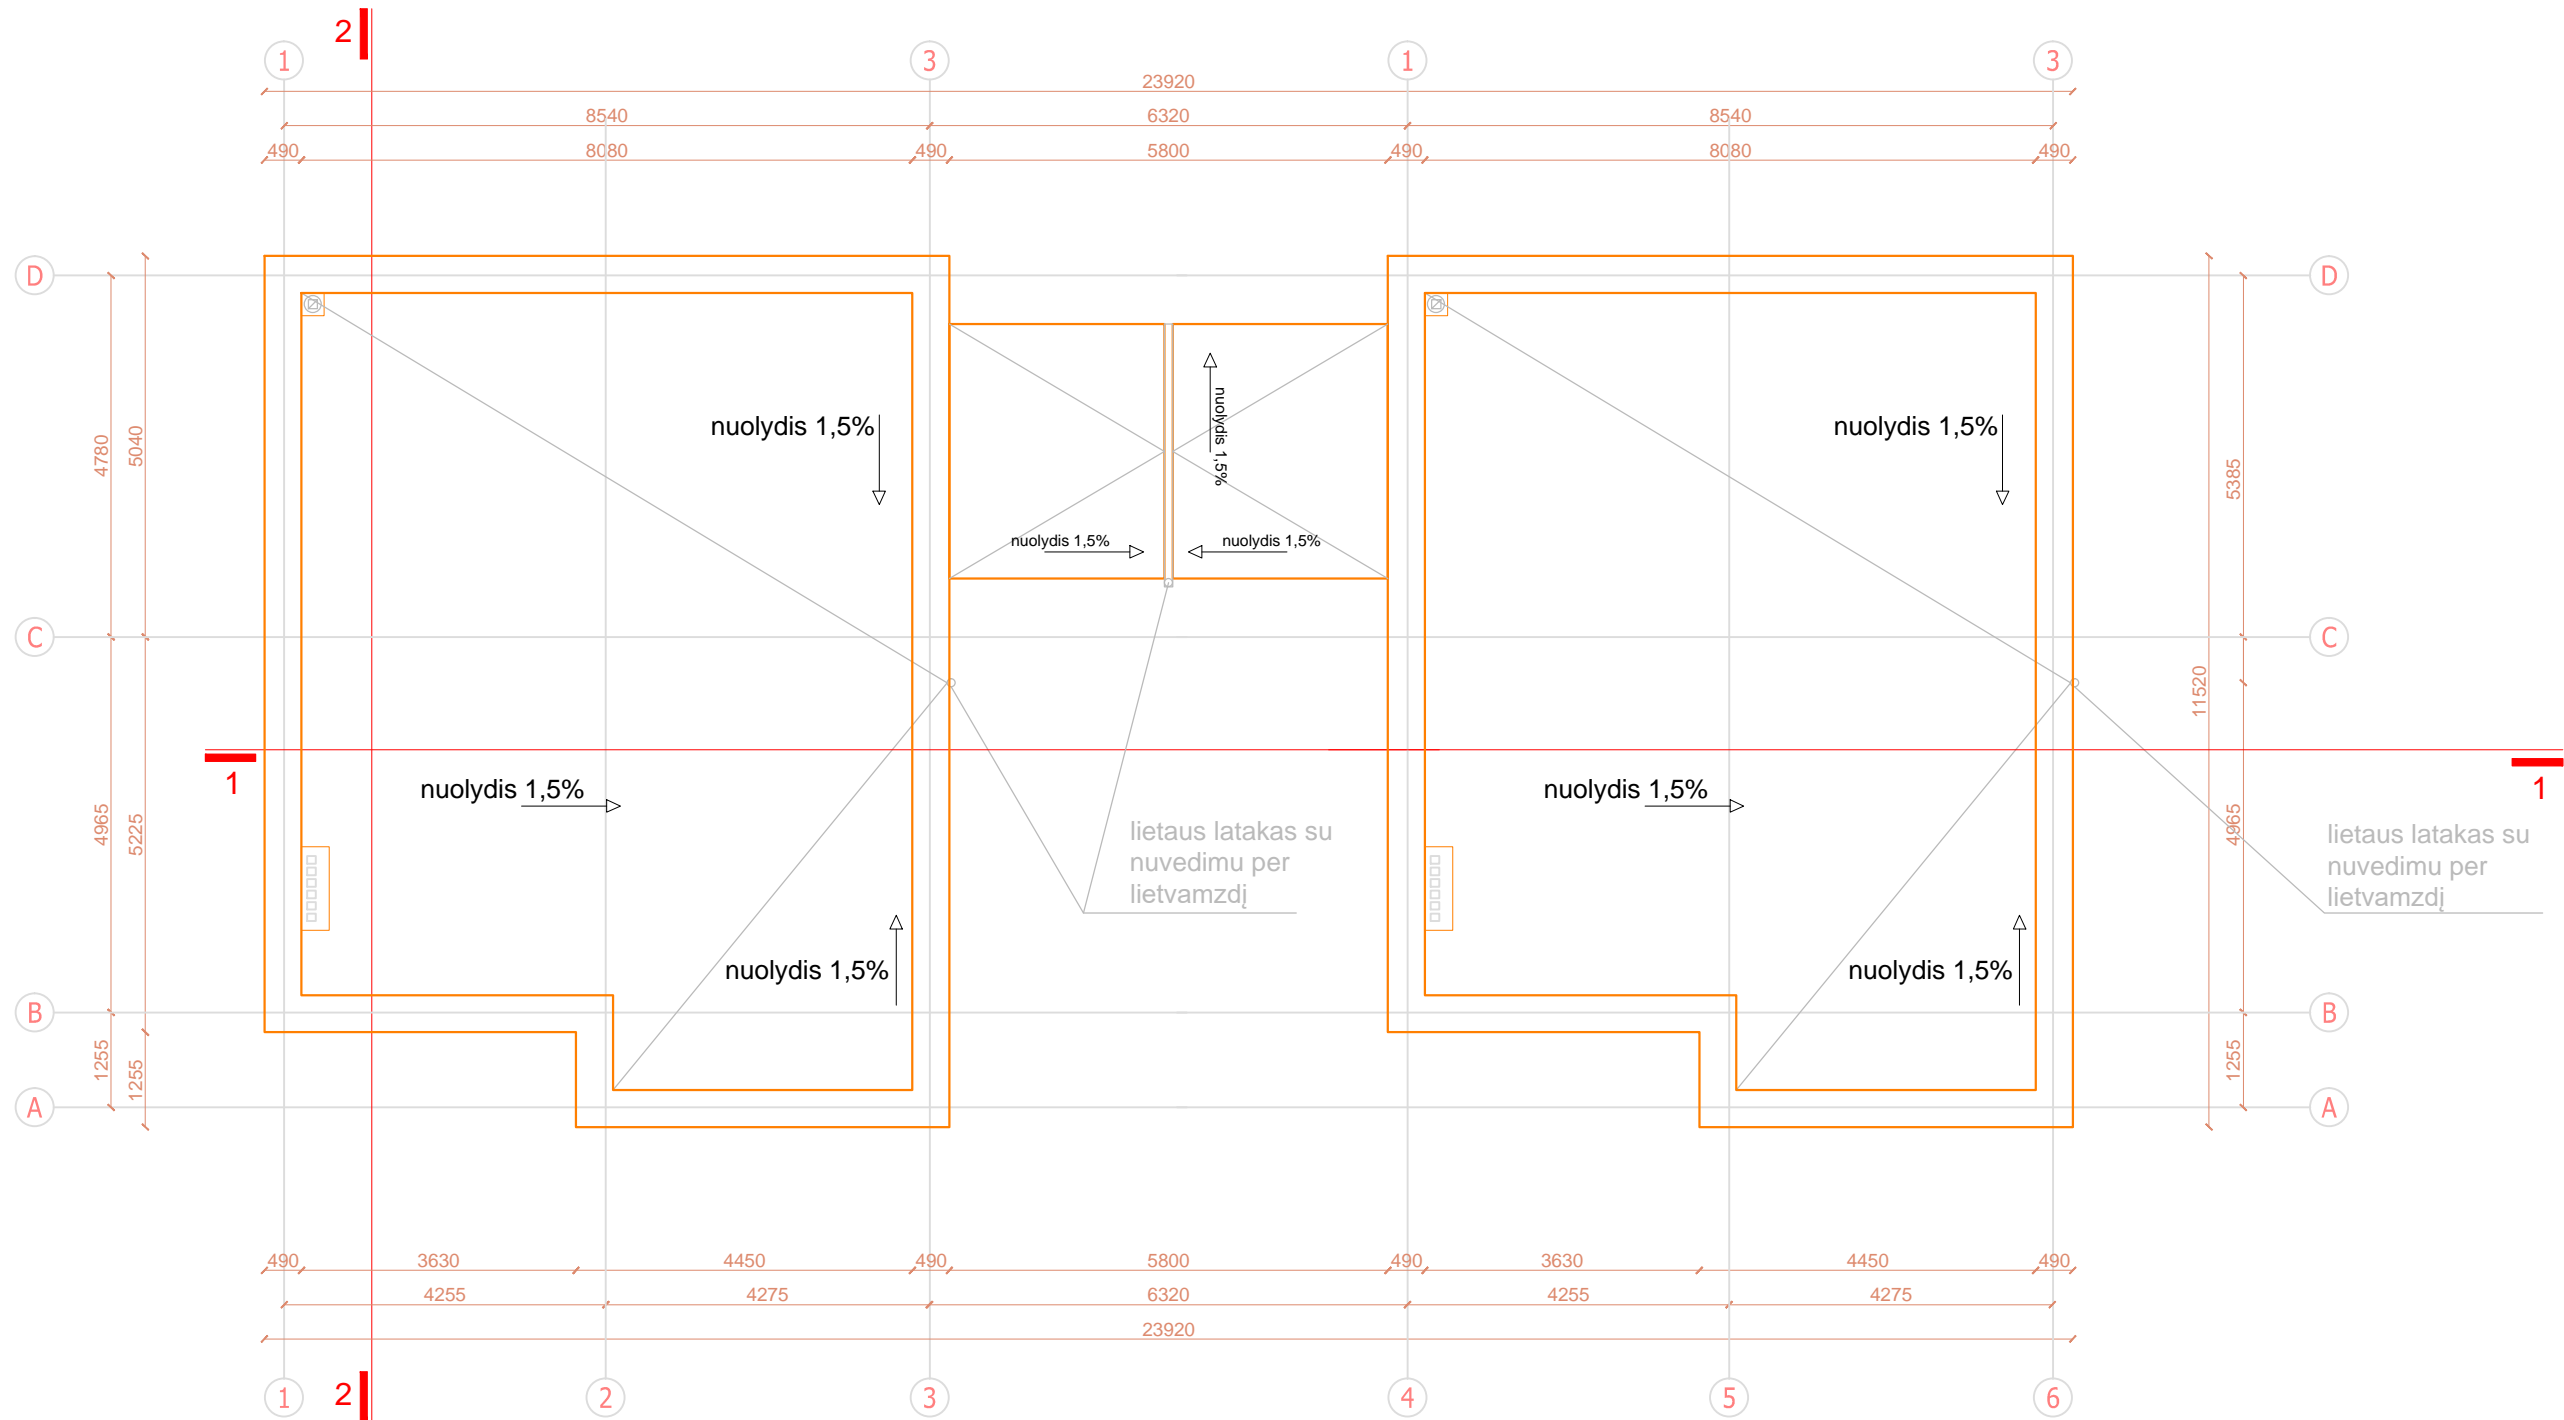 2
1 3 1 3
23920
8540 6320 8540
490 8080 490 5800 490 8080 490
D D
nuolydis 1,5%
nuolydis 1,5%
nuolydis 1,5%
4780 5040
5385
nuolydis 1,5% nuolydis 1,5%
C C
11520
1 1
nuolydis 1,5%
nuolydis 1,5%
4965 5225
4965
lietaus latakas su
nuvedimu per
lietvamzdį
lietaus latakas su
nuvedimu per
lietvamzdį
nuolydis 1,5%
nuolydis 1,5%
B B
1255 1255
1255
A A
490 3630 4450 490 5800 490 3630 4450 490
4255 4275 6320 4255 4275
23920
1 2 2 3 4 5 6